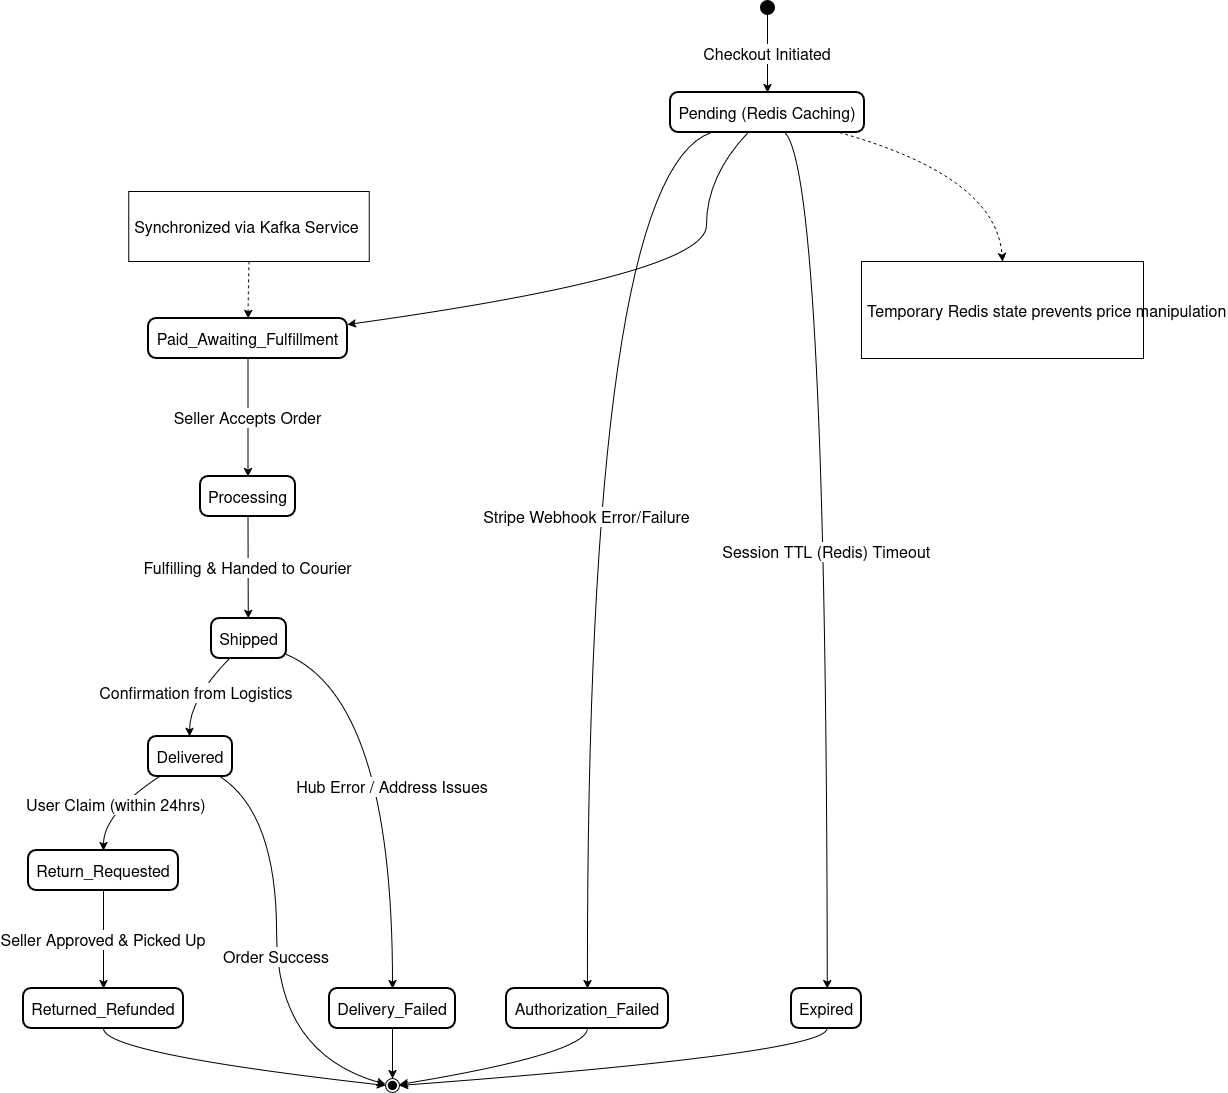 Checkout Initiated
Pending (Redis Caching)
Synchronized via Kafka Service
Temporary Redis state prevents price manipulation
Paid_Awaiting_Fulfillment
Seller Accepts Order
Processing
Stripe Webhook Error/Failure
Session TTL (Redis) Timeout
Fulfilling & Handed to Courier
Shipped
Confirmation from Logistics
Delivered
Hub Error / Address Issues
User Claim (within 24hrs)
Return_Requested
Seller Approved & Picked Up
Order Success
Returned_Refunded
Delivery_Failed
Authorization_Failed
Expired